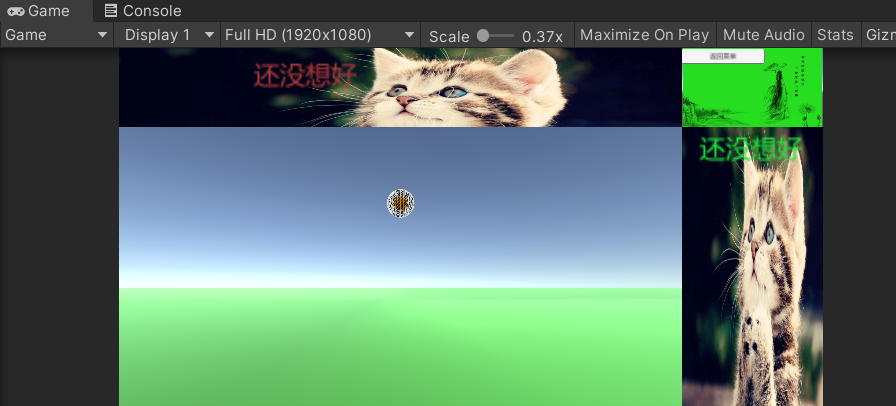 Game
Console
Game
Display 1
Full HD (1920x1080)
Scale
0.37x
Maximize On Play
Mute Audio
Stats
Gizm
还没想好
返回菜单
还没想好